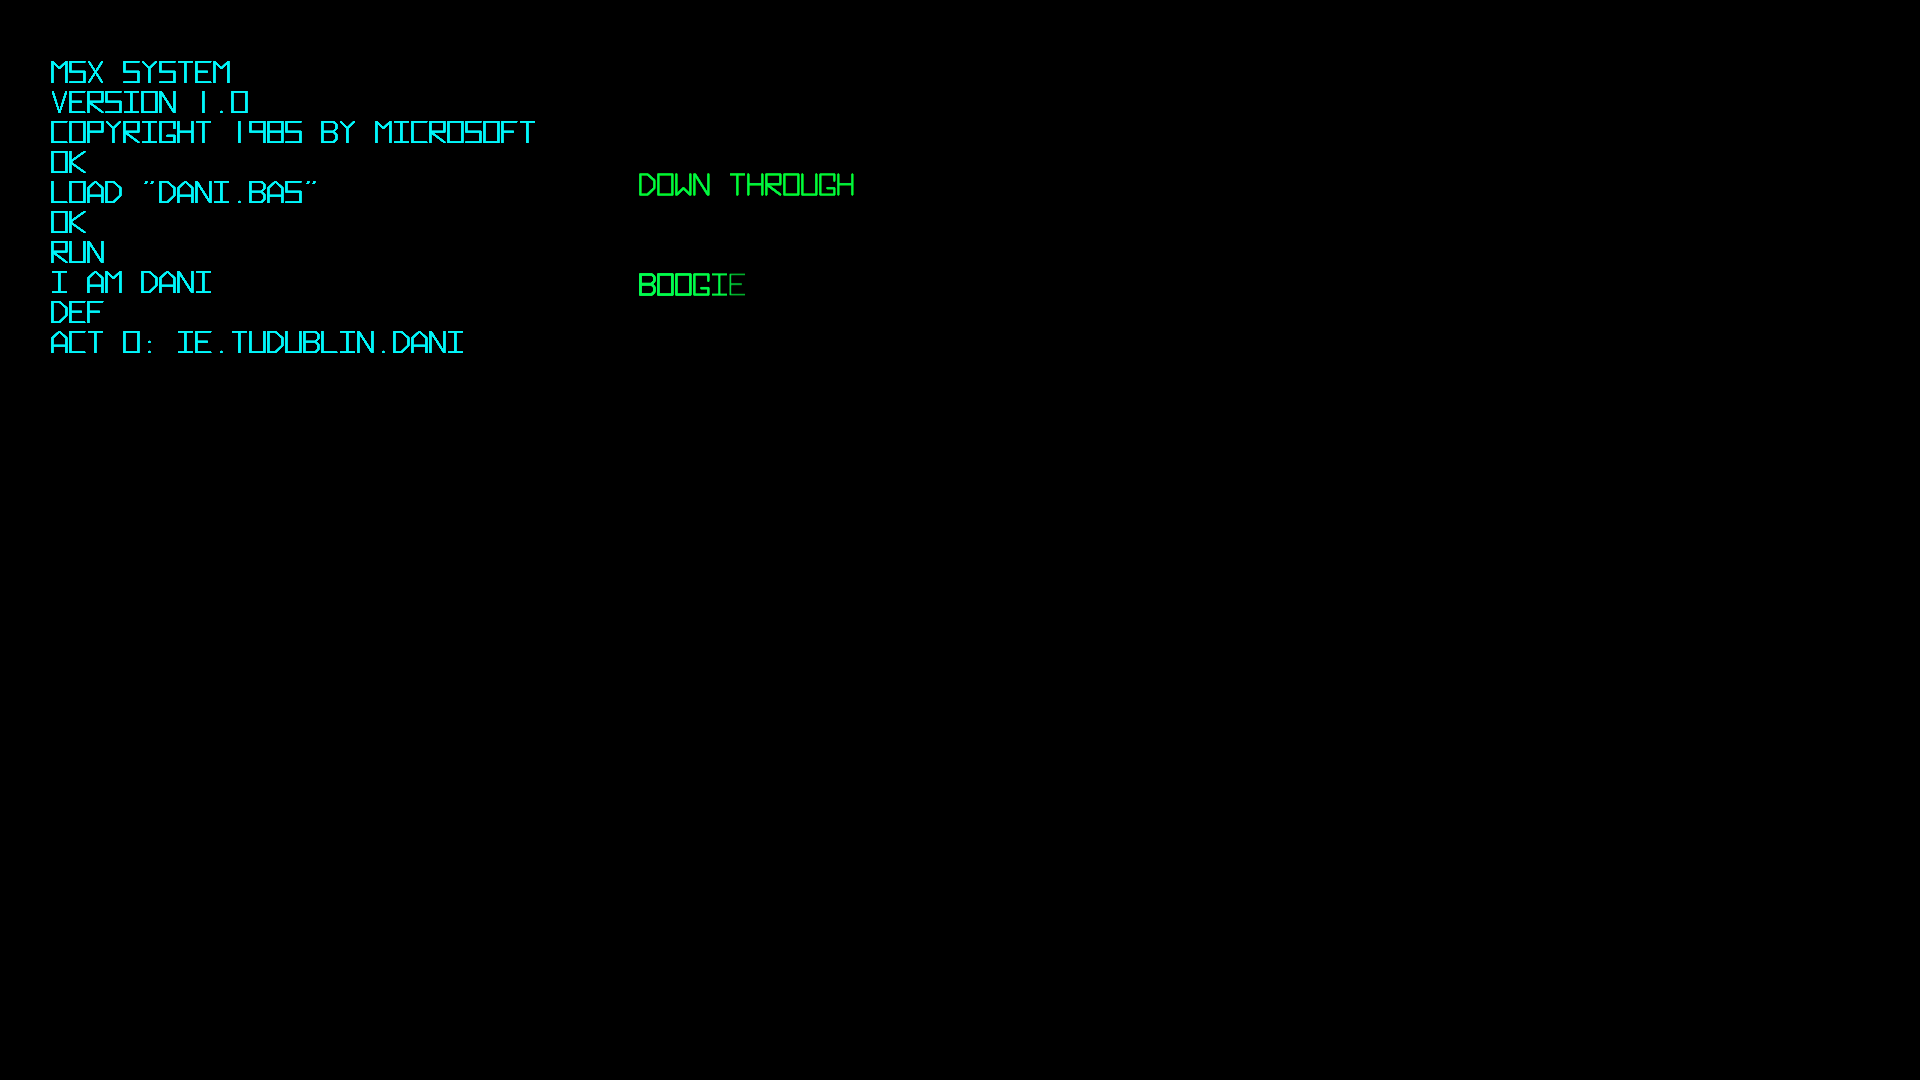 MSX SYSTEM
VERSION 1.0
COPYRIGHT 1985 BY MICROSOFT
OK
LOAD "DANI.BAS"
OK
RUN
I AM DANI
DEF
ACT 0: IE.TUDUBLIN.DANI
DOWN THROUGH
BOOGIE